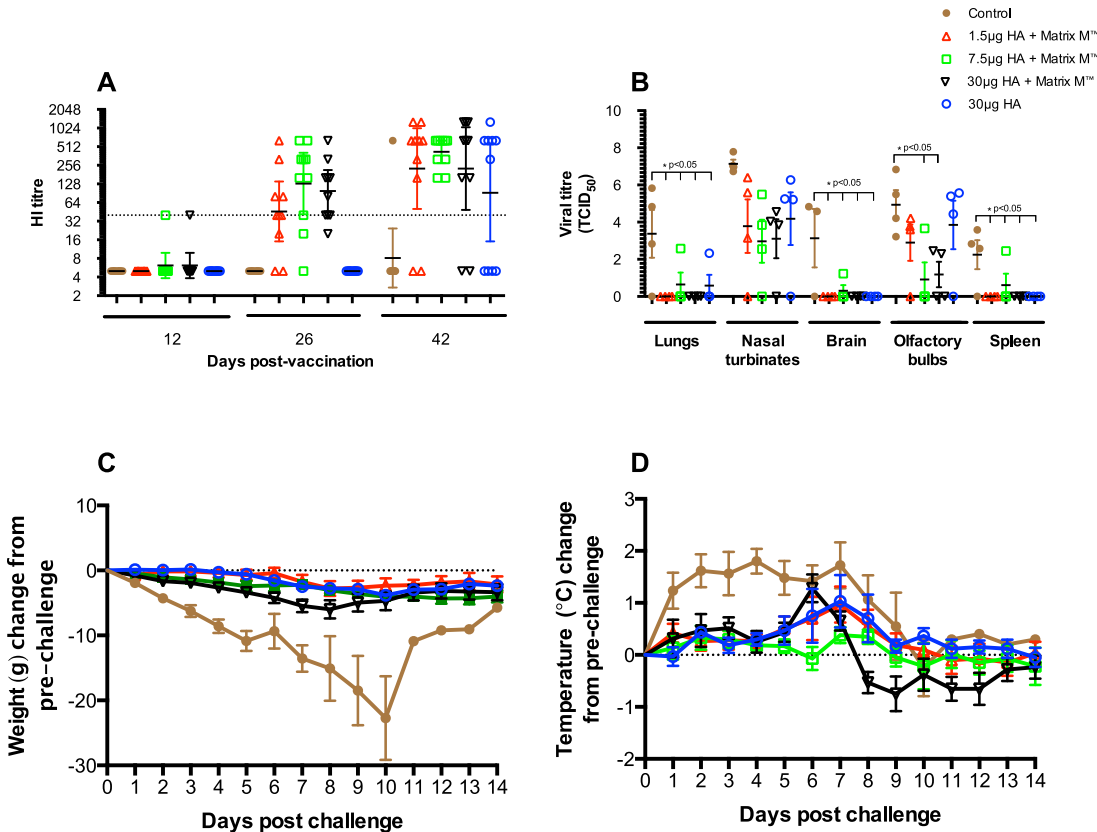 Control
1.5µg HA + Matrix M™
7.5µg HA + Matrix M™
30µg HA + Matrix M™
30µg HA
A
HI titre
2048
1024
512
256
128
64
32
16
8
4
2
12
26
42
Days post-vaccination
B
Viral titre
(TCID50)
10
8
6
4
2
0
* p<0.05
* p<0.05
* p<0.05
* p<0.05
Lungs
Nasal
turbinates
Brain
Olfactory
bulbs
Spleen
C
Weight (g) change from
pre-challenge
10
0
-10
-20
-30
0 1 2 3 4 5 6 7 8 9 10 11 12 13 14
Days post challenge
D
Temperature (°C) change
from pre-challenge
3
2
1
0
-1
-2
0 1 2 3 4 5 6 7 8 9 10 11 12 13 14
Days post challenge